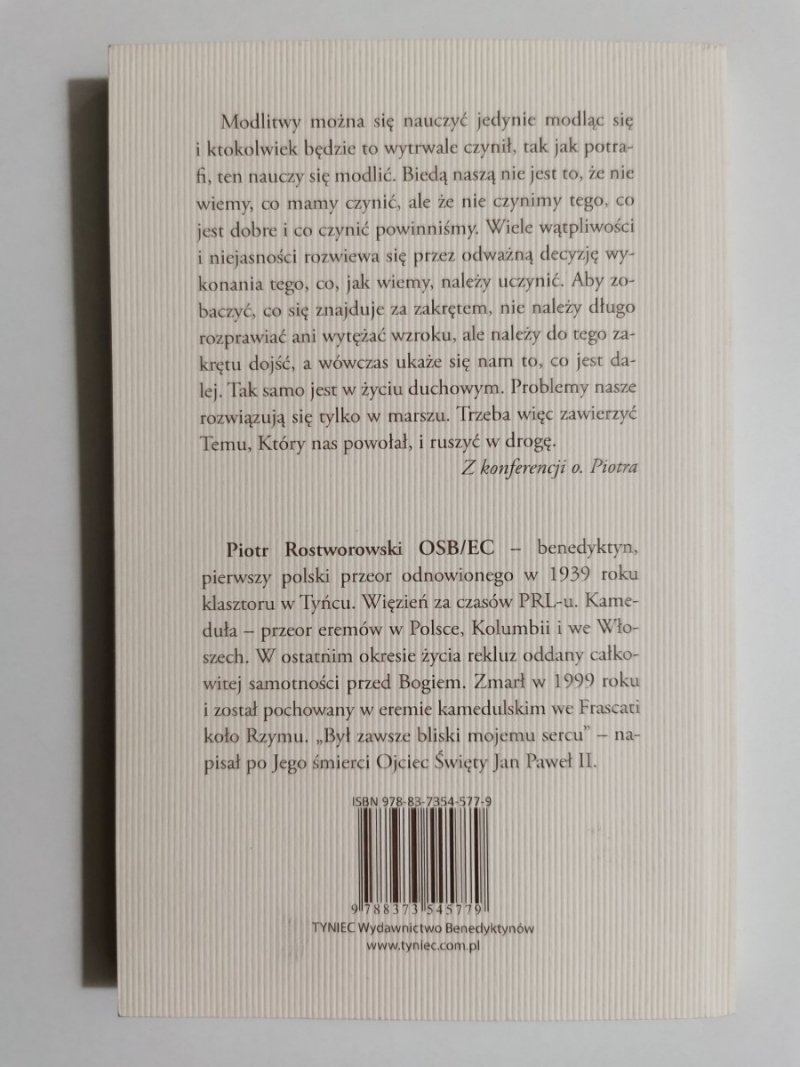 Modlitwy można się nauczyć jedynie modląc się
i ktokolwiek będzie to wytrwale czynił, tak jak potra-
fi, ten nauczy się modlić. Biedą naszą nie jest to, że nie
wiemy, co mamy czynić, ale że nie czynimy tego, co
jest dobre i co czynić powinniśmy. Wiele wątpliwości
i niejasności rozwiewa się przez odważną decyzję wy-
konania tego, co, jak wiemy, należy uczynić. Aby zo-
baczyć, co się znajduje za zakrętem, nie należy długo
rozprawiać ani wytężać wzroku, ale należy do tego za-
krętu dojść, a wówczas ukaże się nam to, co jest da-
lej. Tak samo jest w życiu duchowym. Problemy nasze
rozwiązują się tylko w marszu. Trzeba więc zawierzyć
Temu, Który nas powołał, i ruszyć w drogę.
Z konferencji o. Piotra
Piotr Rostworowski OSB/EC – benedyktyn,
pierwszy polski przeor odnowionego w 1939 roku
klasztoru w Tyńcu. Więzień za czasów PRL-u. Kame-
duła – przeor eremów w Polsce, Kolumbii i we Wło-
szech. W ostatnim okresie życia rekluz oddany całko-
witej samotności przed Bogiem. Zmarł w 1999 roku
i został pochowany w eremie kamedulskim we Frascati
koło Rzymu. „Był zawsze bliski mojemu sercu” – na-
pisał po Jego śmierci Ojciec Święty Jan Paweł II.
ISBN 978-83-7354-577-9
9 788373 545779
TYNIEC Wydawnictwo Benedyktynów
www.tyniec.com.pl